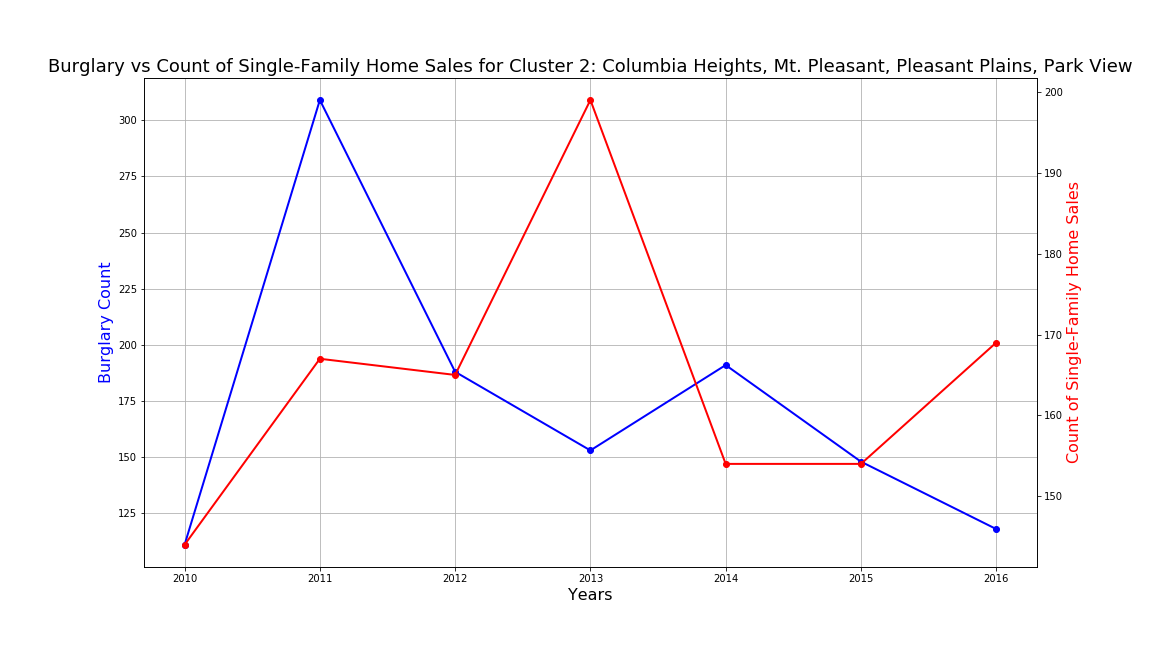 Burglary vs Count of Single-Family Home Sales for Cluster 2: Columbia Heights, Mt. Pleasant, Pleasant Plains, Park View
Burglary Count
300
275
250
225
200
175
150
125
200
190
180
170
160
150
Count of Single-Family Home Sales
2010 2011 2012 2013 2014 2015 2016
Years